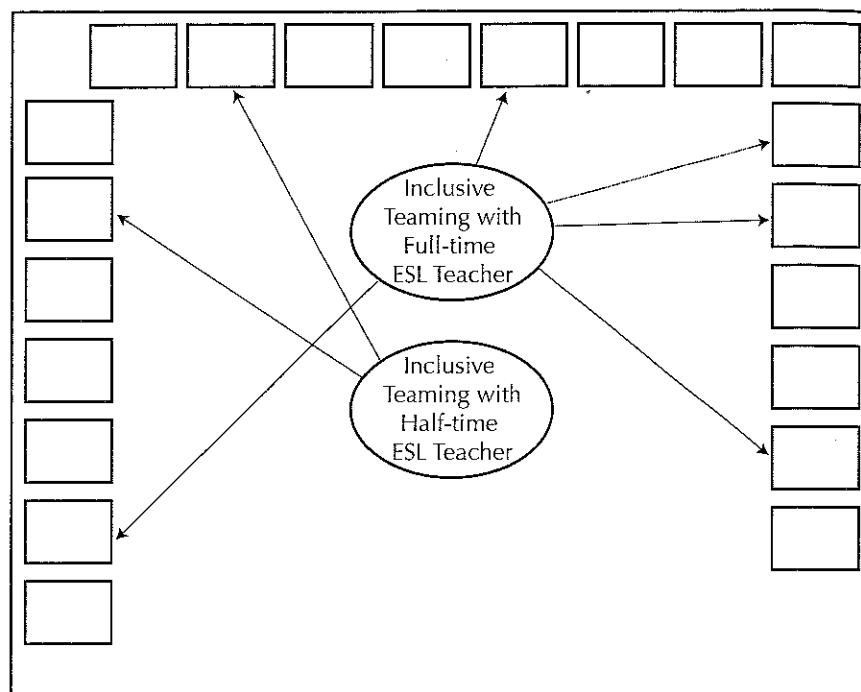 Inclusive
Teaming with
Full-time
ESL Teacher
Inclusive
Teaming with
Half-time
ESL Teacher